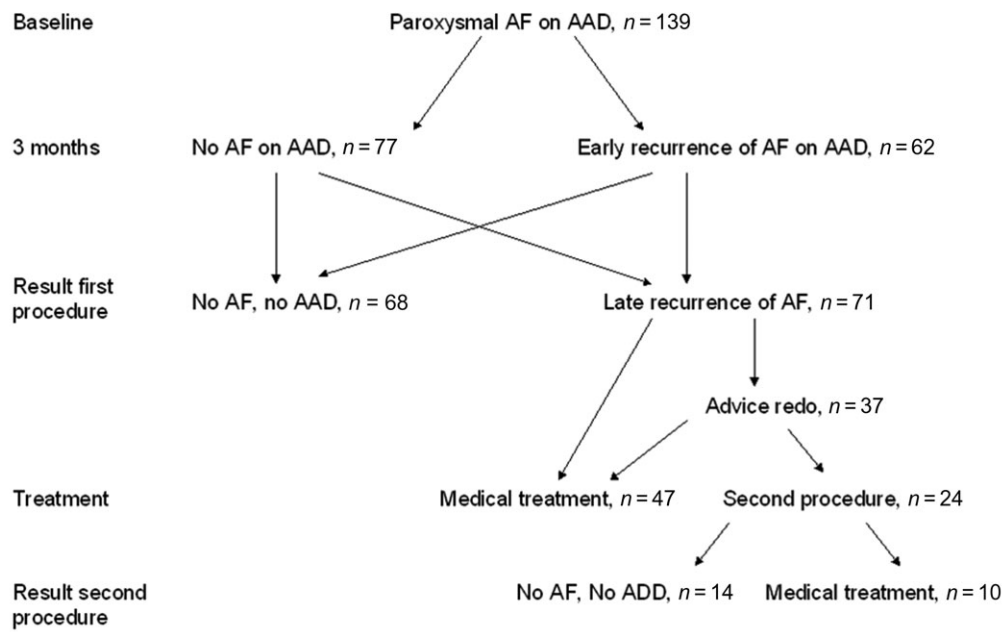 Baseline
Paroxysmal AF on AAD, n = 139
3 months
No AF on AAD, n = 77
Early recurrence of AF on AAD, n = 62
Result first
procedure
No AF, no AAD, n = 68
Late recurrence of AF, n = 71
Advice redo, n = 37
Treatment
Medical treatment, n = 47
Second procedure, n = 24
Result second
procedure
No AF, No ADD, n = 14
Medical treatment, n = 10